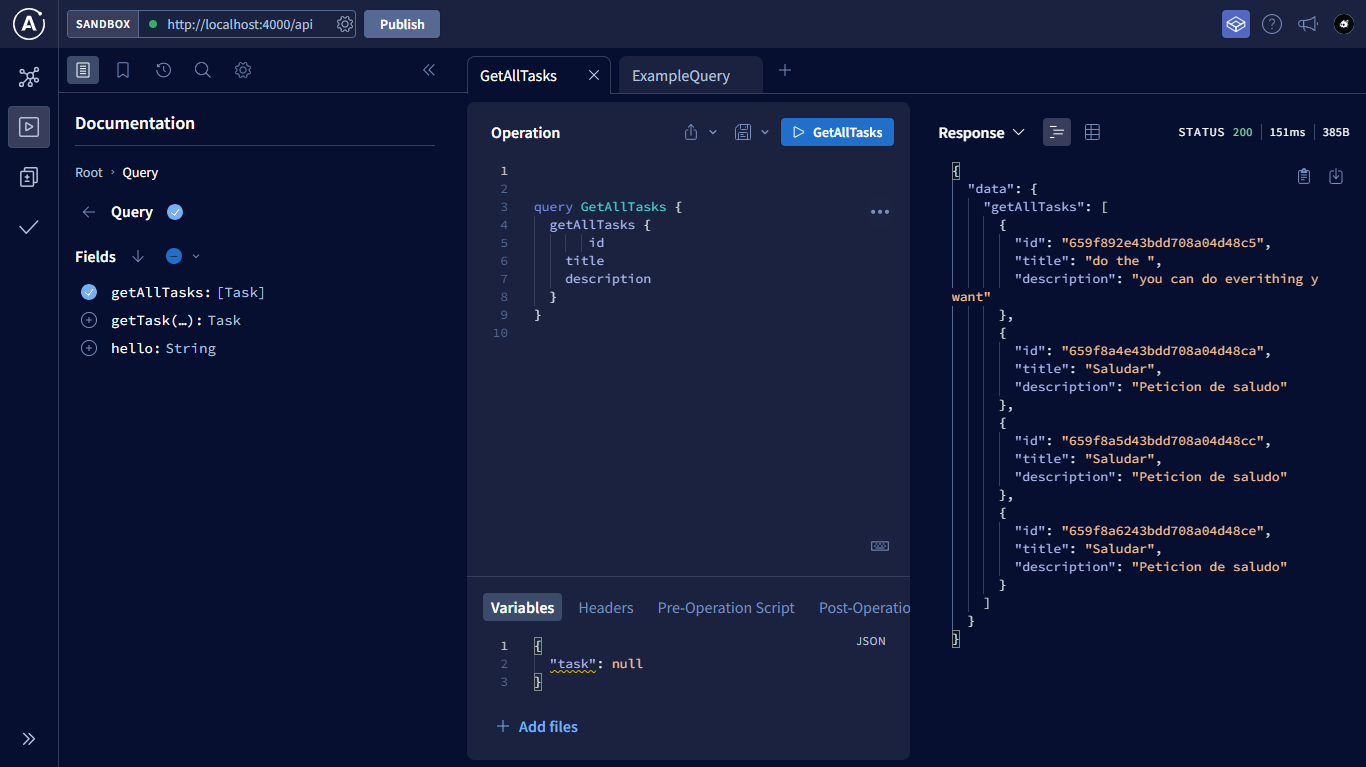 SANDBOX http://localhost:4000/api Publish
GetAllTasks ExampleQuery
Documentation
Root › Query
Query
Fields
getAllTasks: [Task]
getTask(…): Task
hello: String
Operation
GetAllTasks
1
2
3 query GetAllTasks {
4 getAllTasks {
5 id
6 title
7 description
8 }
9 }
10
Variables Headers Pre-Operation Script Post-Operatio
JSON
1 {
2 "task": null
3 }
+ Add files
Response STATUS 200 151ms 385B
{
"data": {
"getAllTasks": [
{
"id": "659f892e43bdd708a04d48c5",
"title": "do the ",
"description": "you can do everithing y
want"
},
{
"id": "659f8a4e43bdd708a04d48ca",
"title": "Saludar",
"description": "Peticion de saludo"
},
{
"id": "659f8a5d43bdd708a04d48cc",
"title": "Saludar",
"description": "Peticion de saludo"
},
{
"id": "659f8a6243bdd708a04d48ce",
"title": "Saludar",
"description": "Peticion de saludo"
}
]
}
}